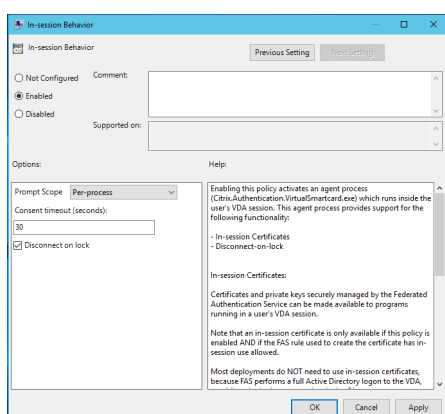 In-session Behavior
In-session Behavior
Previous Setting
Next Setting
Not Configured
Comment:
Enabled
Disabled
Supported on:
Options:
Help:
Prompt Scope Per-process
Consent timeout (seconds):
30
Disconnect on lock
Enabling this policy activates an agent process
(Citrix.Authentication.VirtualSmartcard.exe) which runs inside the
user's VDA session. This agent process provides support for the
following functionality:
- In-session Certificates
- Disconnect-on-lock
In-session Certificates:
Certificates and private keys securely managed by the Federated
Authentication Service can be made available to programs
running in a user's VDA session.
Note that an in-session certificate is only available if this policy is
enabled AND if the FAS rule used to create the certificate has in-
session use allowed.
Most deployments do NOT need to use in-session certificates,
because FAS performs a full Active Directory logon to the VDA,
OK
Cancel
Apply